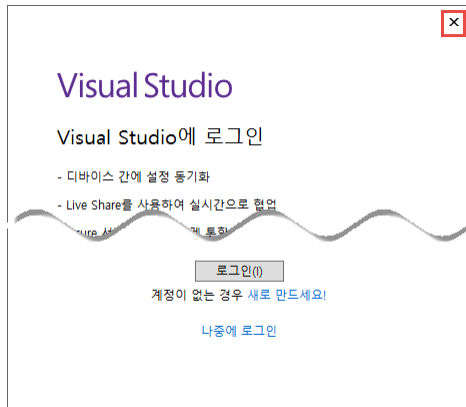 ×
Visual Studio
Visual Studio에 로그인
- 디바이스 간에 설정 동기화
- Live Share를 사용하여 실시간으로 협업
로그인(I)
계정이 없는 경우 새로 만드세요!
나중에 로그인